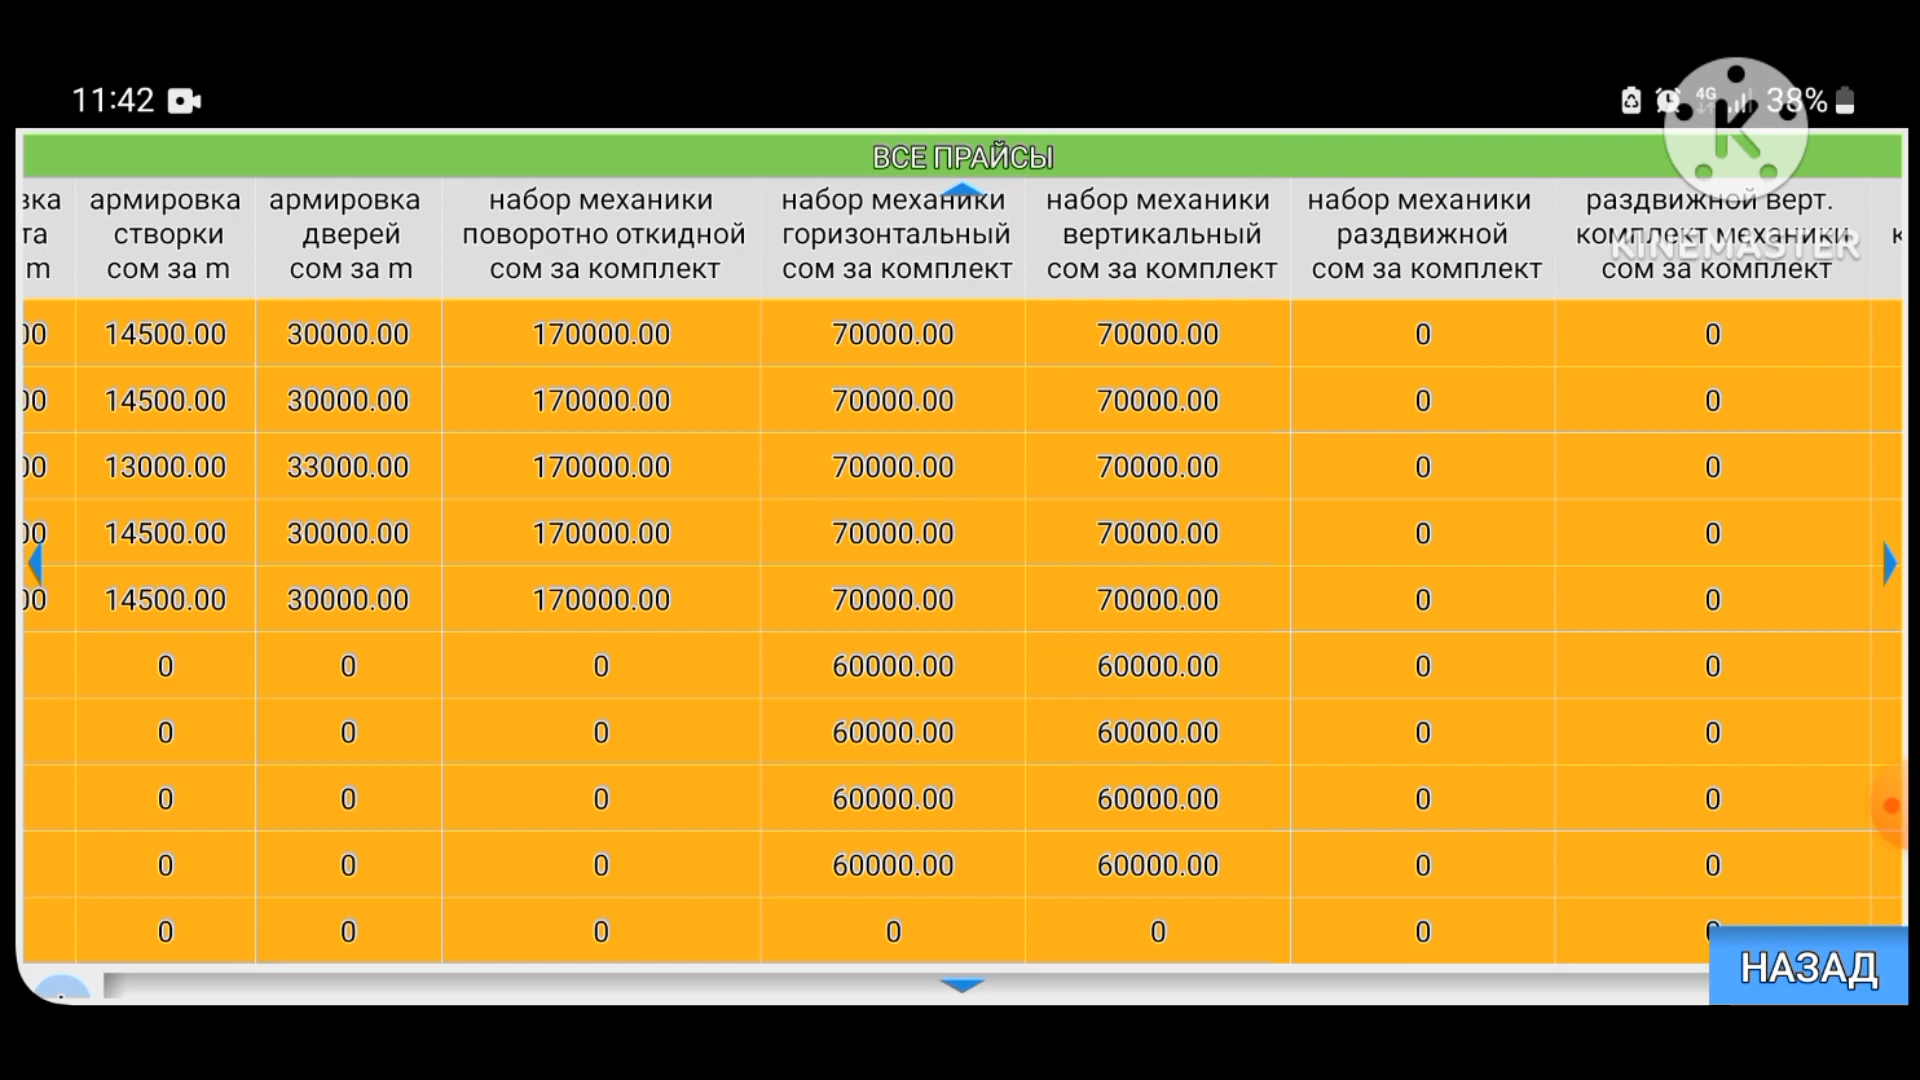 11:42
4G 38%
ВСЕ ПРАЙСЫ
армировка створки сом за m
армировка дверей сом за m
набор механики поворотно откидной сом за комплект
набор механики горизонтальный сом за комплект
набор механики вертикальный сом за комплект
набор механики раздвижной сом за комплект
раздвижной верт. комплект механики сом за комплект
K
KINEMASTER
00 14500.00 30000.00 170000.00 70000.00 70000.00 0 0
00 14500.00 30000.00 170000.00 70000.00 70000.00 0 0
00 13000.00 33000.00 170000.00 70000.00 70000.00 0 0
00 14500.00 30000.00 170000.00 70000.00 70000.00 0 0
00 14500.00 30000.00 170000.00 70000.00 70000.00 0 0
0 0 0 60000.00 60000.00 0 0
0 0 0 60000.00 60000.00 0 0
0 0 0 60000.00 60000.00 0 0
0 0 0 60000.00 60000.00 0 0
0 0 0 0 0 0 0
НАЗАД